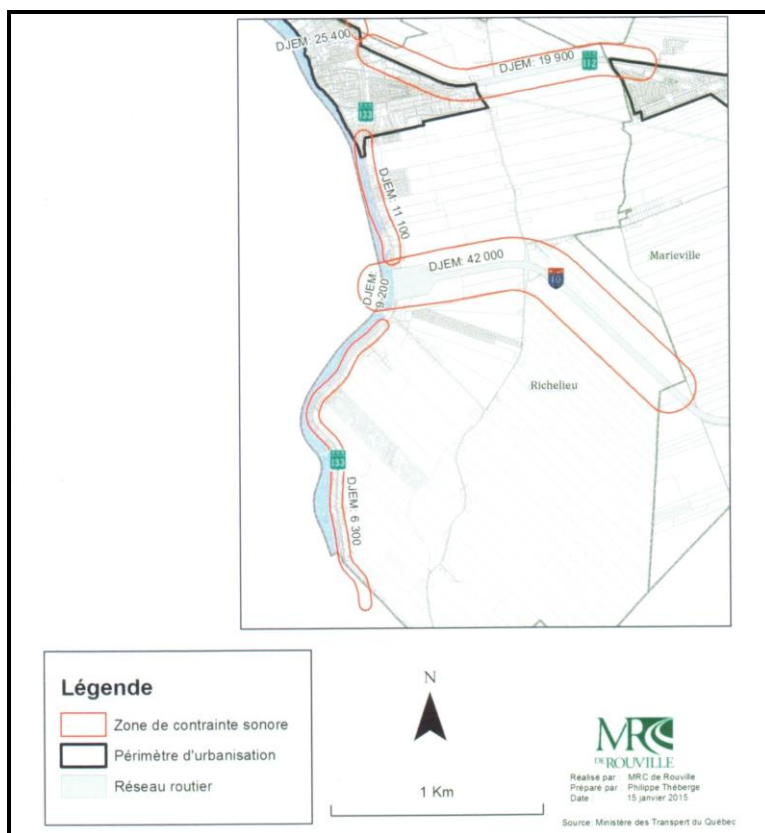 DJEM: 25 400
DJEM: 19 900
112
133
DJEM: 11 100
Marieville
DJEM: 42 000
10
DJEM:
9 200
Richelieu
133
DJEM: 6 300
Légende
Zone de contrainte sonore
Périmètre d'urbanisation
Réseau routier
N
1 Km
MRC
DE ROUVILLE
Réalisé par : MRC de Rouville
Préparé par : Philippe Théberge
Date : 15 janvier 2015
Source: Ministère des Transpert du Québec